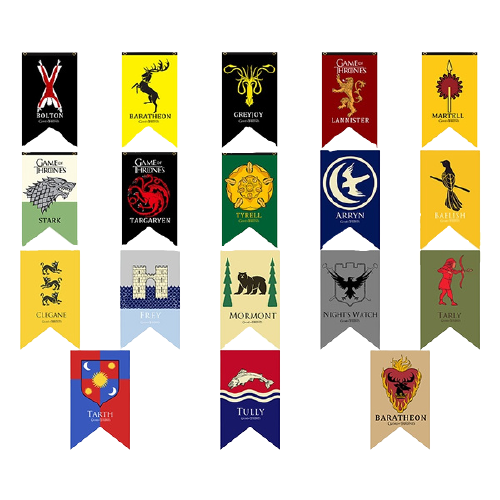 BOLTON
BARATHEON
GREYJOY
GAME OF THRONES
LANNISTER
MARTELL
GAME OF THRONES
STARK
GAME OF THRONES
TARGARYEN
TYRELL
ARRYN
BAELISH
CLEGANE
FREY
MORMONT
NIGHT'S WATCH
TARLY
TARTH
TULLY
BARATHEON